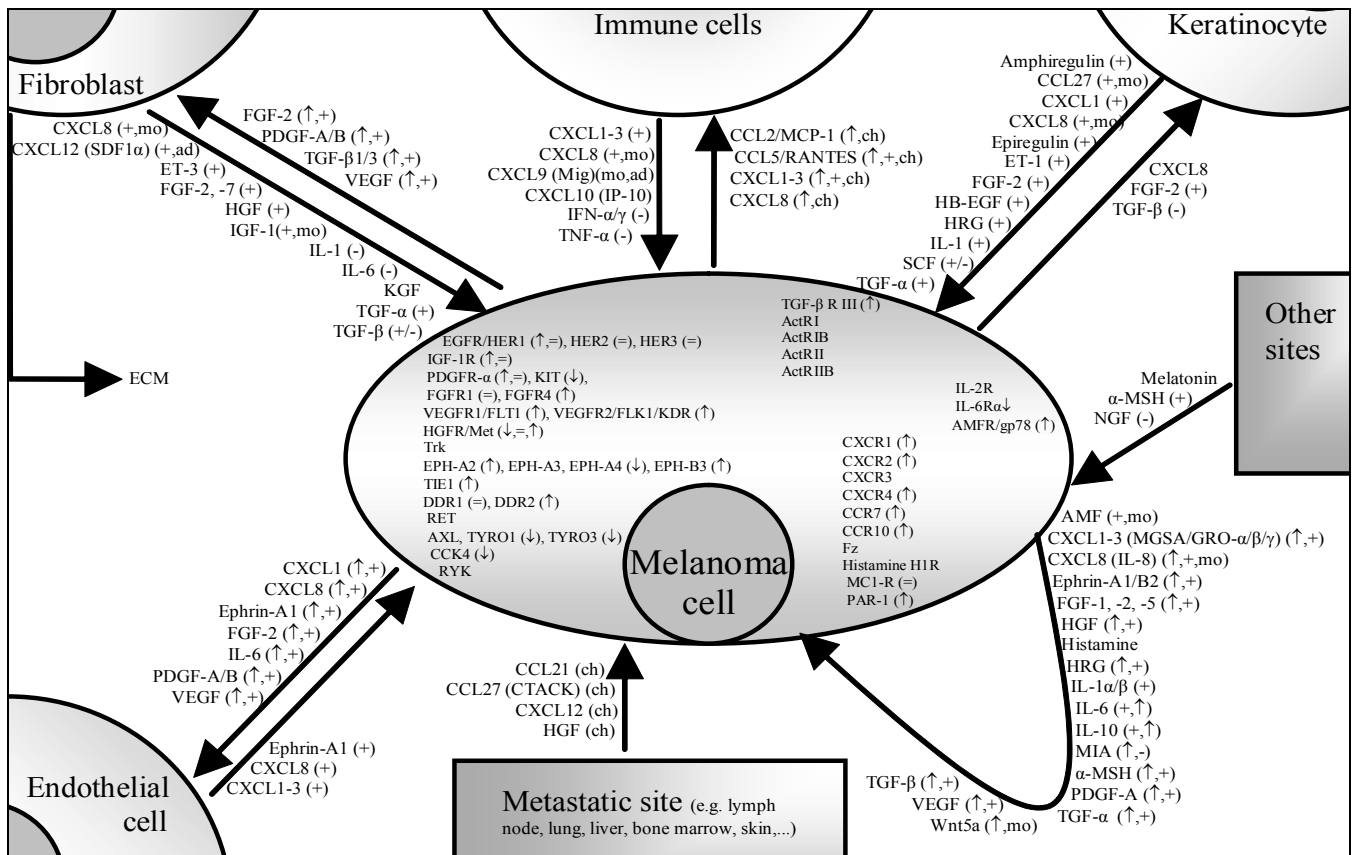 Fibroblast
Immune cells
Keratinocyte
CXCL8 (+,mo)
CXCL12 (SDF1α) (+,ad)
ET-3 (+)
FGF-2, -7 (+)
HGF (+)
IGF-1(+,mo)
IL-1 (-)
IL-6 (-)
KGF
TGF-α (+)
TGF-β (+/-)
FGF-2 (↑,+)
PDGF-A/B (↑,+)
TGF-β1/3 (↑,+)
VEGF (↑,+)
CXCL1-3 (+)
CXCL8 (+,mo)
CXCL9 (Mig)(mo,ad)
CXCL10 (IP-10)
IFN-α/γ (-)
TNF-α (-)
CCL2/MCP-1 (↑,ch)
CCL5/RANTES (↑,+,ch)
CXCL1-3 (↑,+,ch)
CXCL8 (↑,ch)
Amphiregulin (+)
CCL27 (+,mo)
CXCL1 (+)
CXCL8 (+,mo)
Epiregulin (+)
ET-1 (+)
FGF-2 (+)
HB-EGF (+)
HRG (+)
IL-1 (+)
SCF (+/-)
TGF-α (+)
CXCL8
FGF-2 (+)
TGF-β (-)
ECM
Other
sites
Melatonin
α-MSH (+)
NGF (-)
EGFR/HER1 (↑,=), HER2 (=), HER3 (=)
IGF-1R (↑,=)
PDGFR-α (↑,=), KIT (↓),
FGFR1 (=), FGFR4 (↑)
VEGFR1/FLT1 (↑), VEGFR2/FLK1/KDR (↑)
HGFR/Met (↓,=,↑)
Trk
EPH-A2 (↑), EPH-A3, EPH-A4 (↓), EPH-B3 (↑)
TIE1 (↑)
DDR1 (=), DDR2 (↑)
RET
AXL, TYRO1 (↓), TYRO3 (↓)
CCK4 (↓)
RYK
TGF-β R III (↑)
ActRI
ActRIB
ActRII
ActRIIB
IL-2R
IL-6Rα↓
AMFR/gp78 (↑)
CXCR1 (↑)
CXCR2 (↑)
CXCR3
CXCR4 (↑)
CCR7 (↑)
CCR10 (↑)
Fz
Histamine H1R
MC1-R (=)
PAR-1 (↑)
Melanoma
cell
AMF (+,mo)
CXCL1-3 (MGSA/GRO-α/β/γ) (↑,+)
CXCL8 (IL-8) (↑,+,mo)
Ephrin-A1/B2 (↑,+)
FGF-1, -2, -5 (↑,+)
HGF (↑,+)
Histamine
HRG (↑,+)
IL-1α/β (+)
IL-6 (+,↑)
IL-10 (+,↑)
MIA (↑,-)
α-MSH (↑,+)
PDGF-A (↑,+)
TGF-α (↑,+)
TGF-β (↑,+)
VEGF (↑,+)
Wnt5a (↑,mo)
CXCL1 (↑,+)
CXCL8 (↑,+)
Ephrin-A1 (↑,+)
FGF-2 (↑,+)
IL-6 (↑,+)
PDGF-A/B (↑,+)
VEGF (↑,+)
Ephrin-A1 (+)
CXCL8 (+)
CXCL1-3 (+)
Endothelial
cell
CCL21 (ch)
CCL27 (CTACK) (ch)
CXCL12 (ch)
HGF (ch)
Metastatic site (e.g. lymph
node, lung, liver, bone marrow, skin,...)